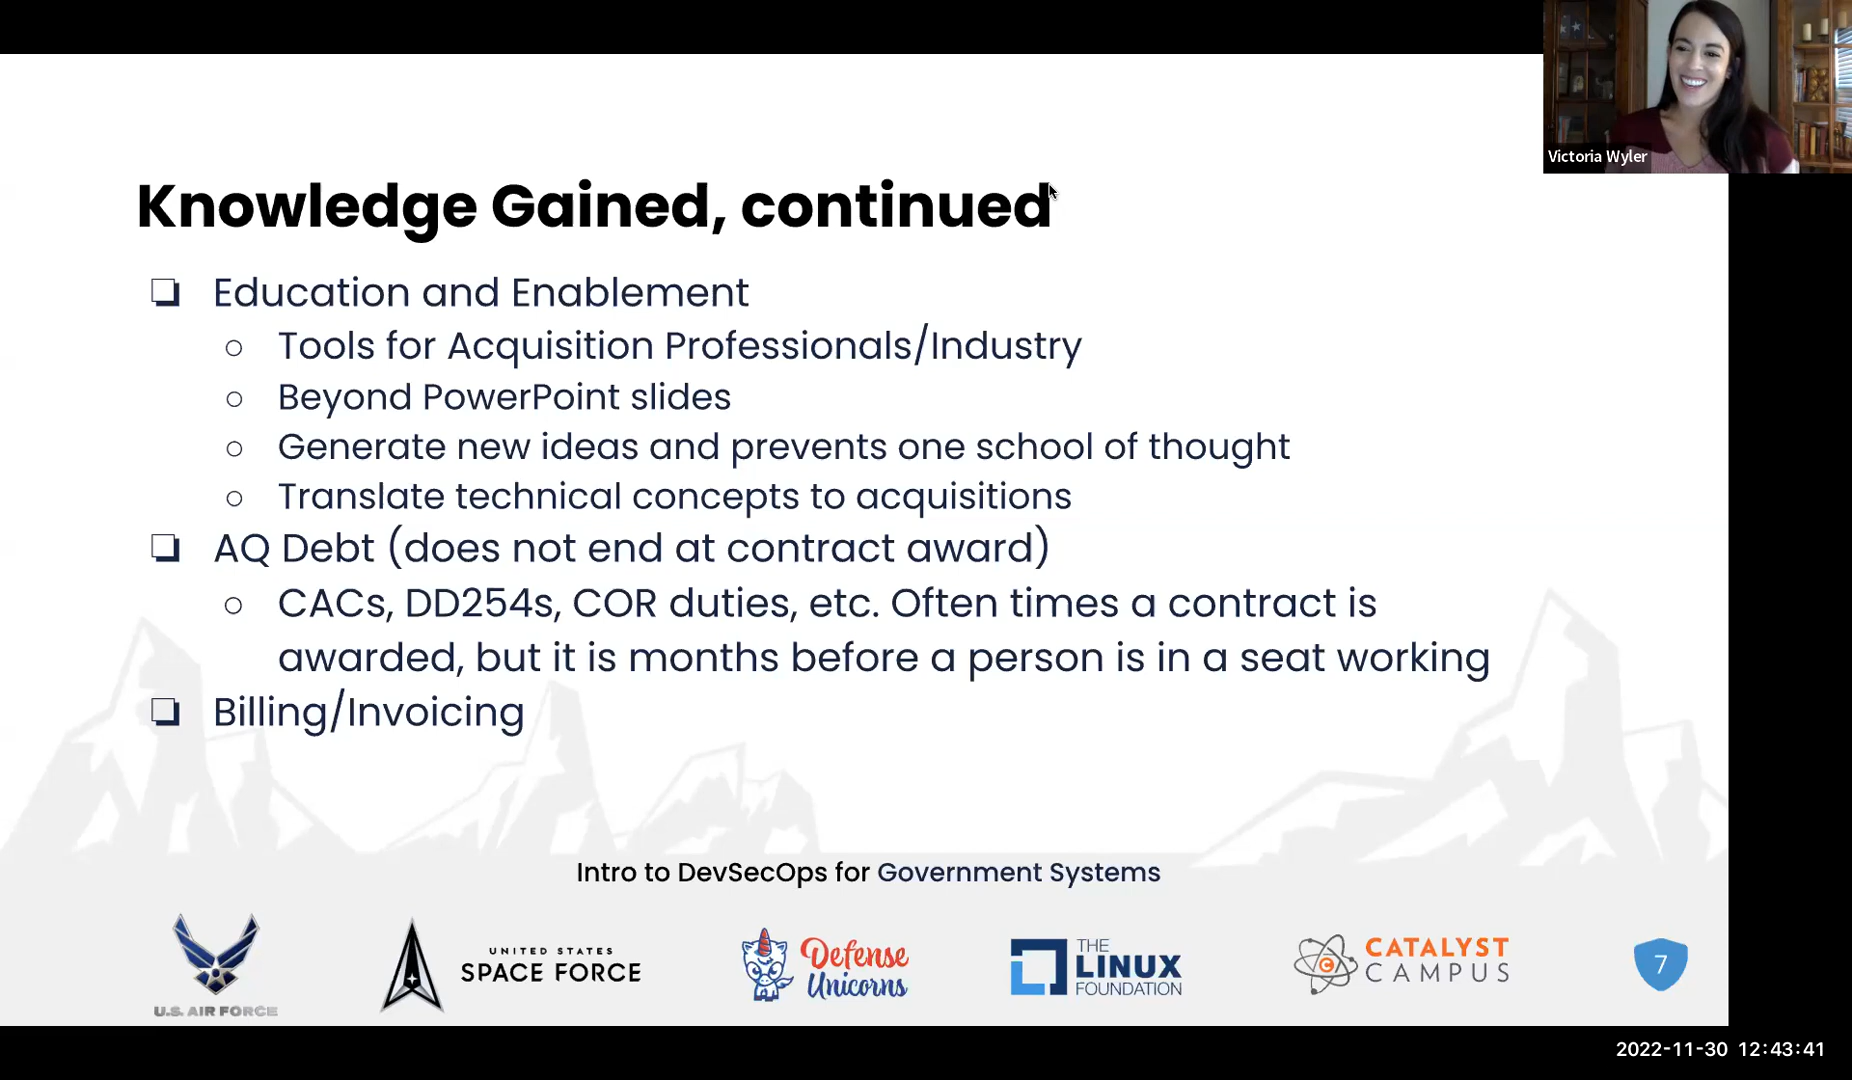 Victoria Wyler
Knowledge Gained, continued
❏ Education and Enablement
○ Tools for Acquisition Professionals/Industry
○ Beyond PowerPoint slides
○ Generate new ideas and prevents one school of thought
○ Translate technical concepts to acquisitions
❏ AQ Debt (does not end at contract award)
○ CACs, DD254s, COR duties, etc. Often times a contract is
awarded, but it is months before a person is in a seat working
❏ Billing/Invoicing
Intro to DevSecOps for Government Systems
U.S. AIR FORCE
UNITED STATES
SPACE FORCE
Defense
Unicorns
THE
LINUX
FOUNDATION
CATALYST
CAMPUS
7
2022-11-30 12:43:41